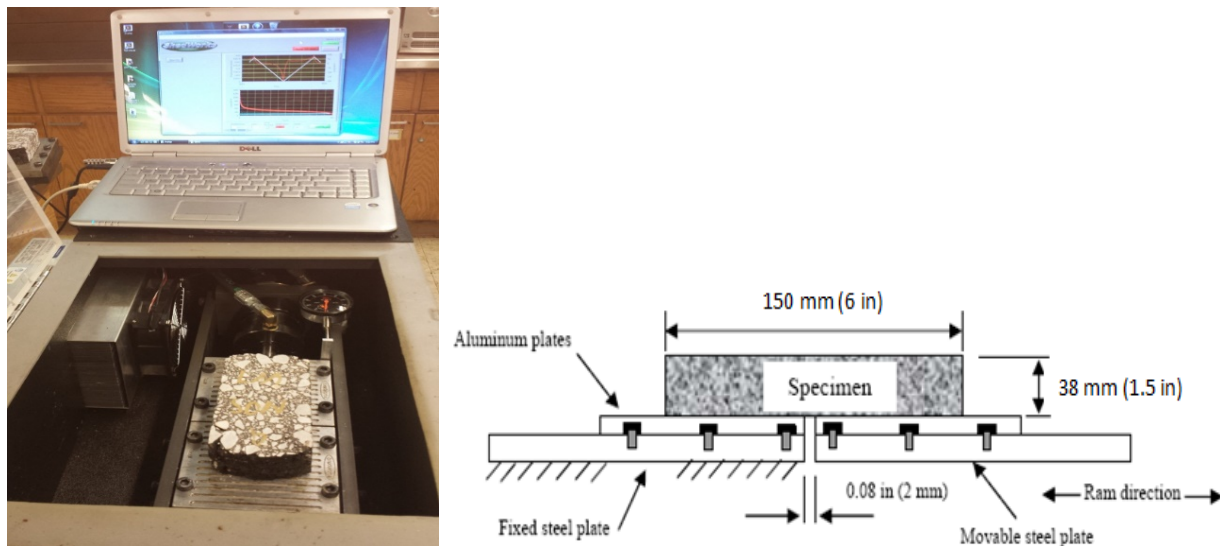 DELL
150 mm (6 in)
Aluminum plates
Specimen
38 mm (1.5 in)
0.08 in (2 mm)
Ram direction
Fixed steel plate
Movable steel plate